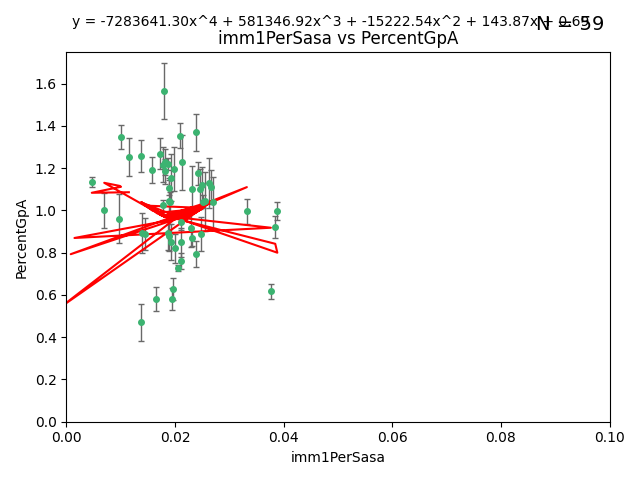 y = -7283641.30x^4 + 581346.92x^3 + -15222.54x^2 + 143.87x +
N = 59
imm1PerSasa vs PercentGpA
PercentGpA
1.6
1.4
1.2
1.0
0.8
0.6
0.4
0.2
0.0
0.00 0.02 0.04 0.06 0.08 0.10
imm1PerSasa